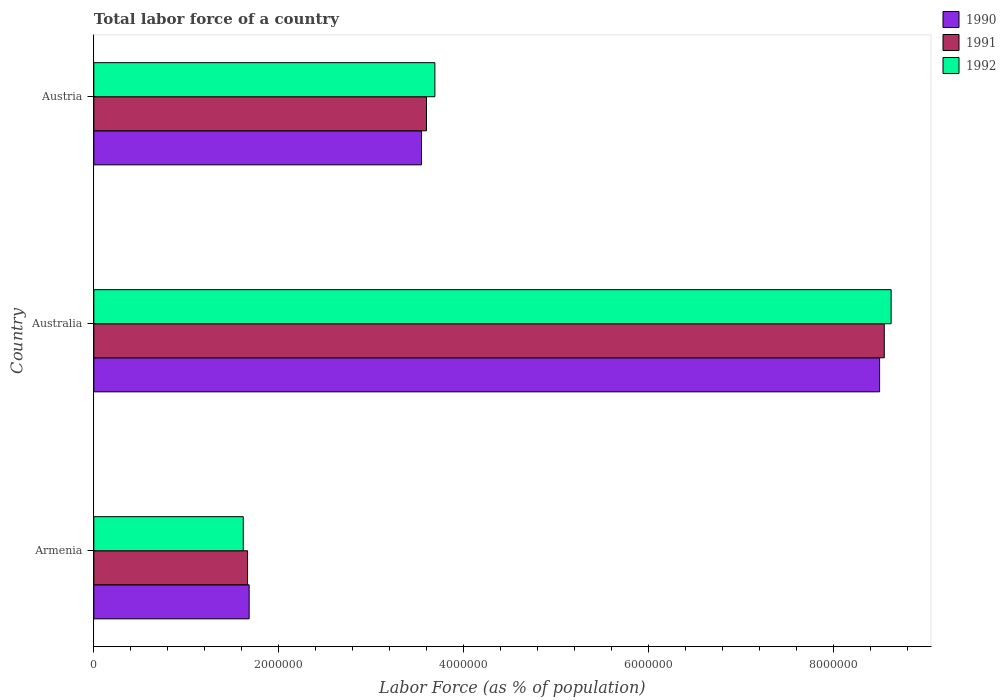 Total labor force of a country
1990
1991
1992
Austria
Australia
Armenia
Country
0
2000000
4000000
6000000
8000000
Labor Force (as % of population)